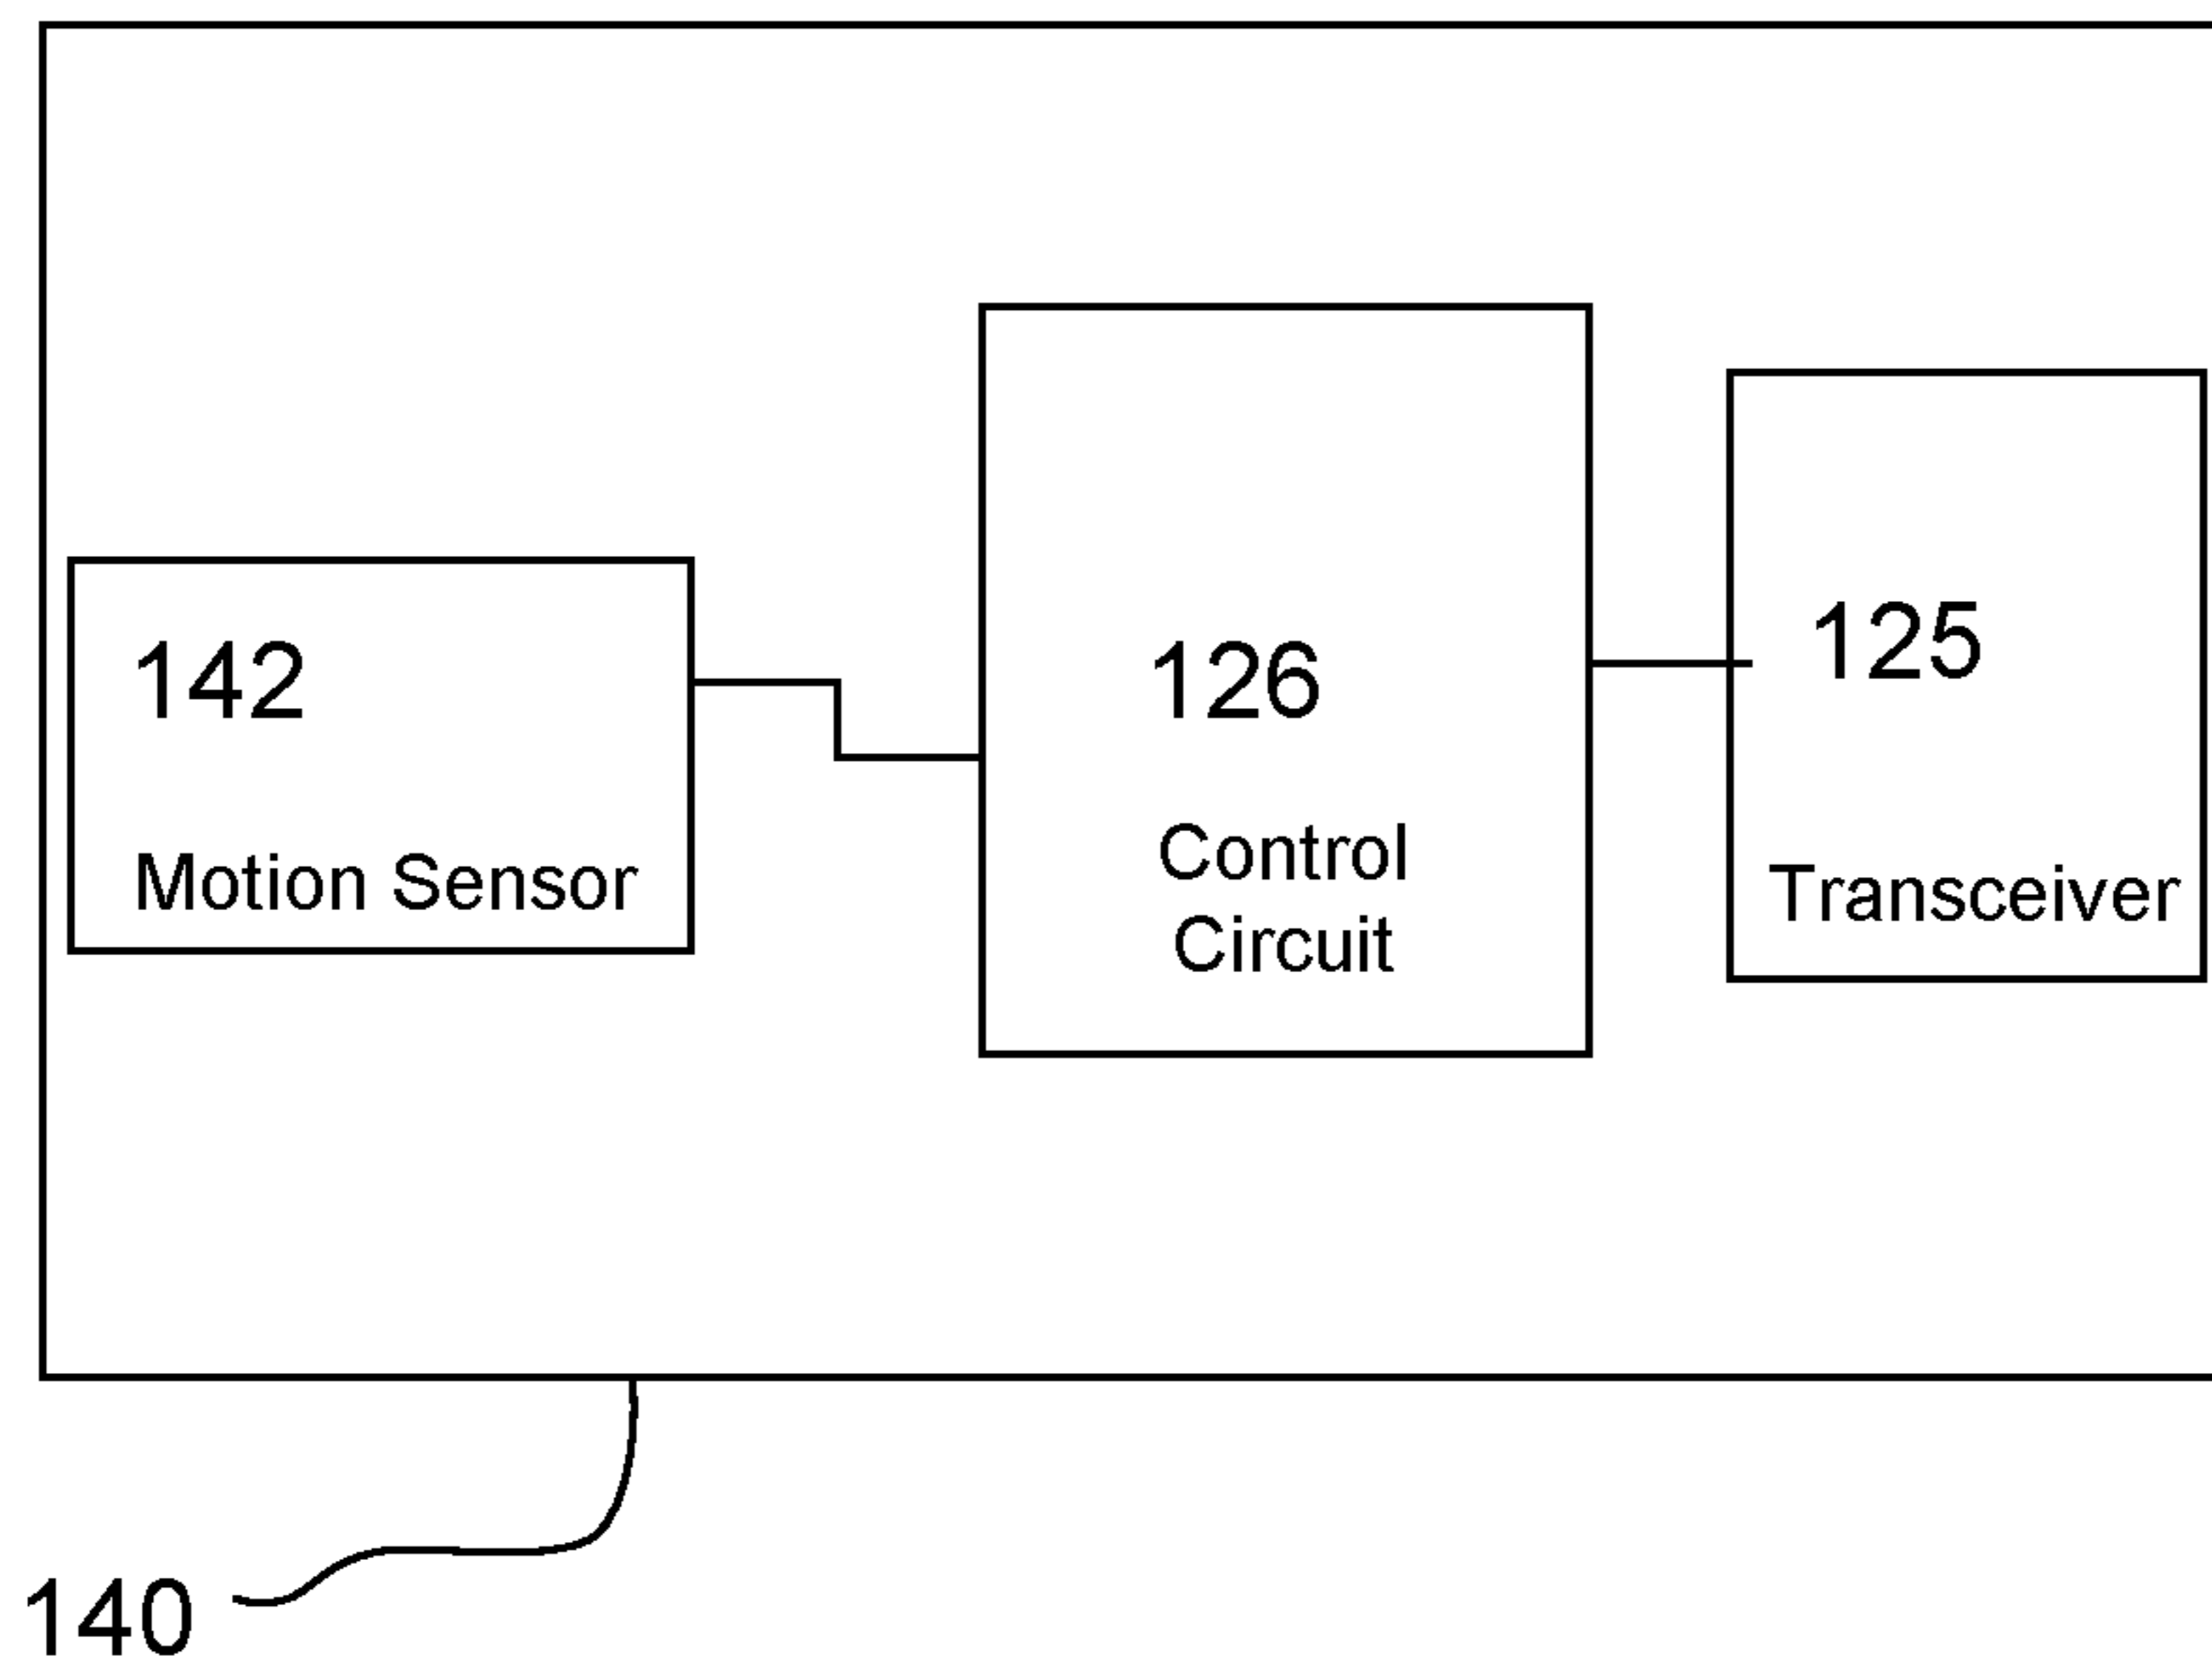 142
Motion Sensor
126
Control
Circuit
125
Transceiver
140